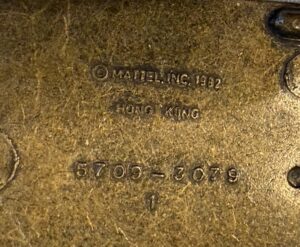 © MATTEL, INC. 1982
HONG KONG
5700-3079
1